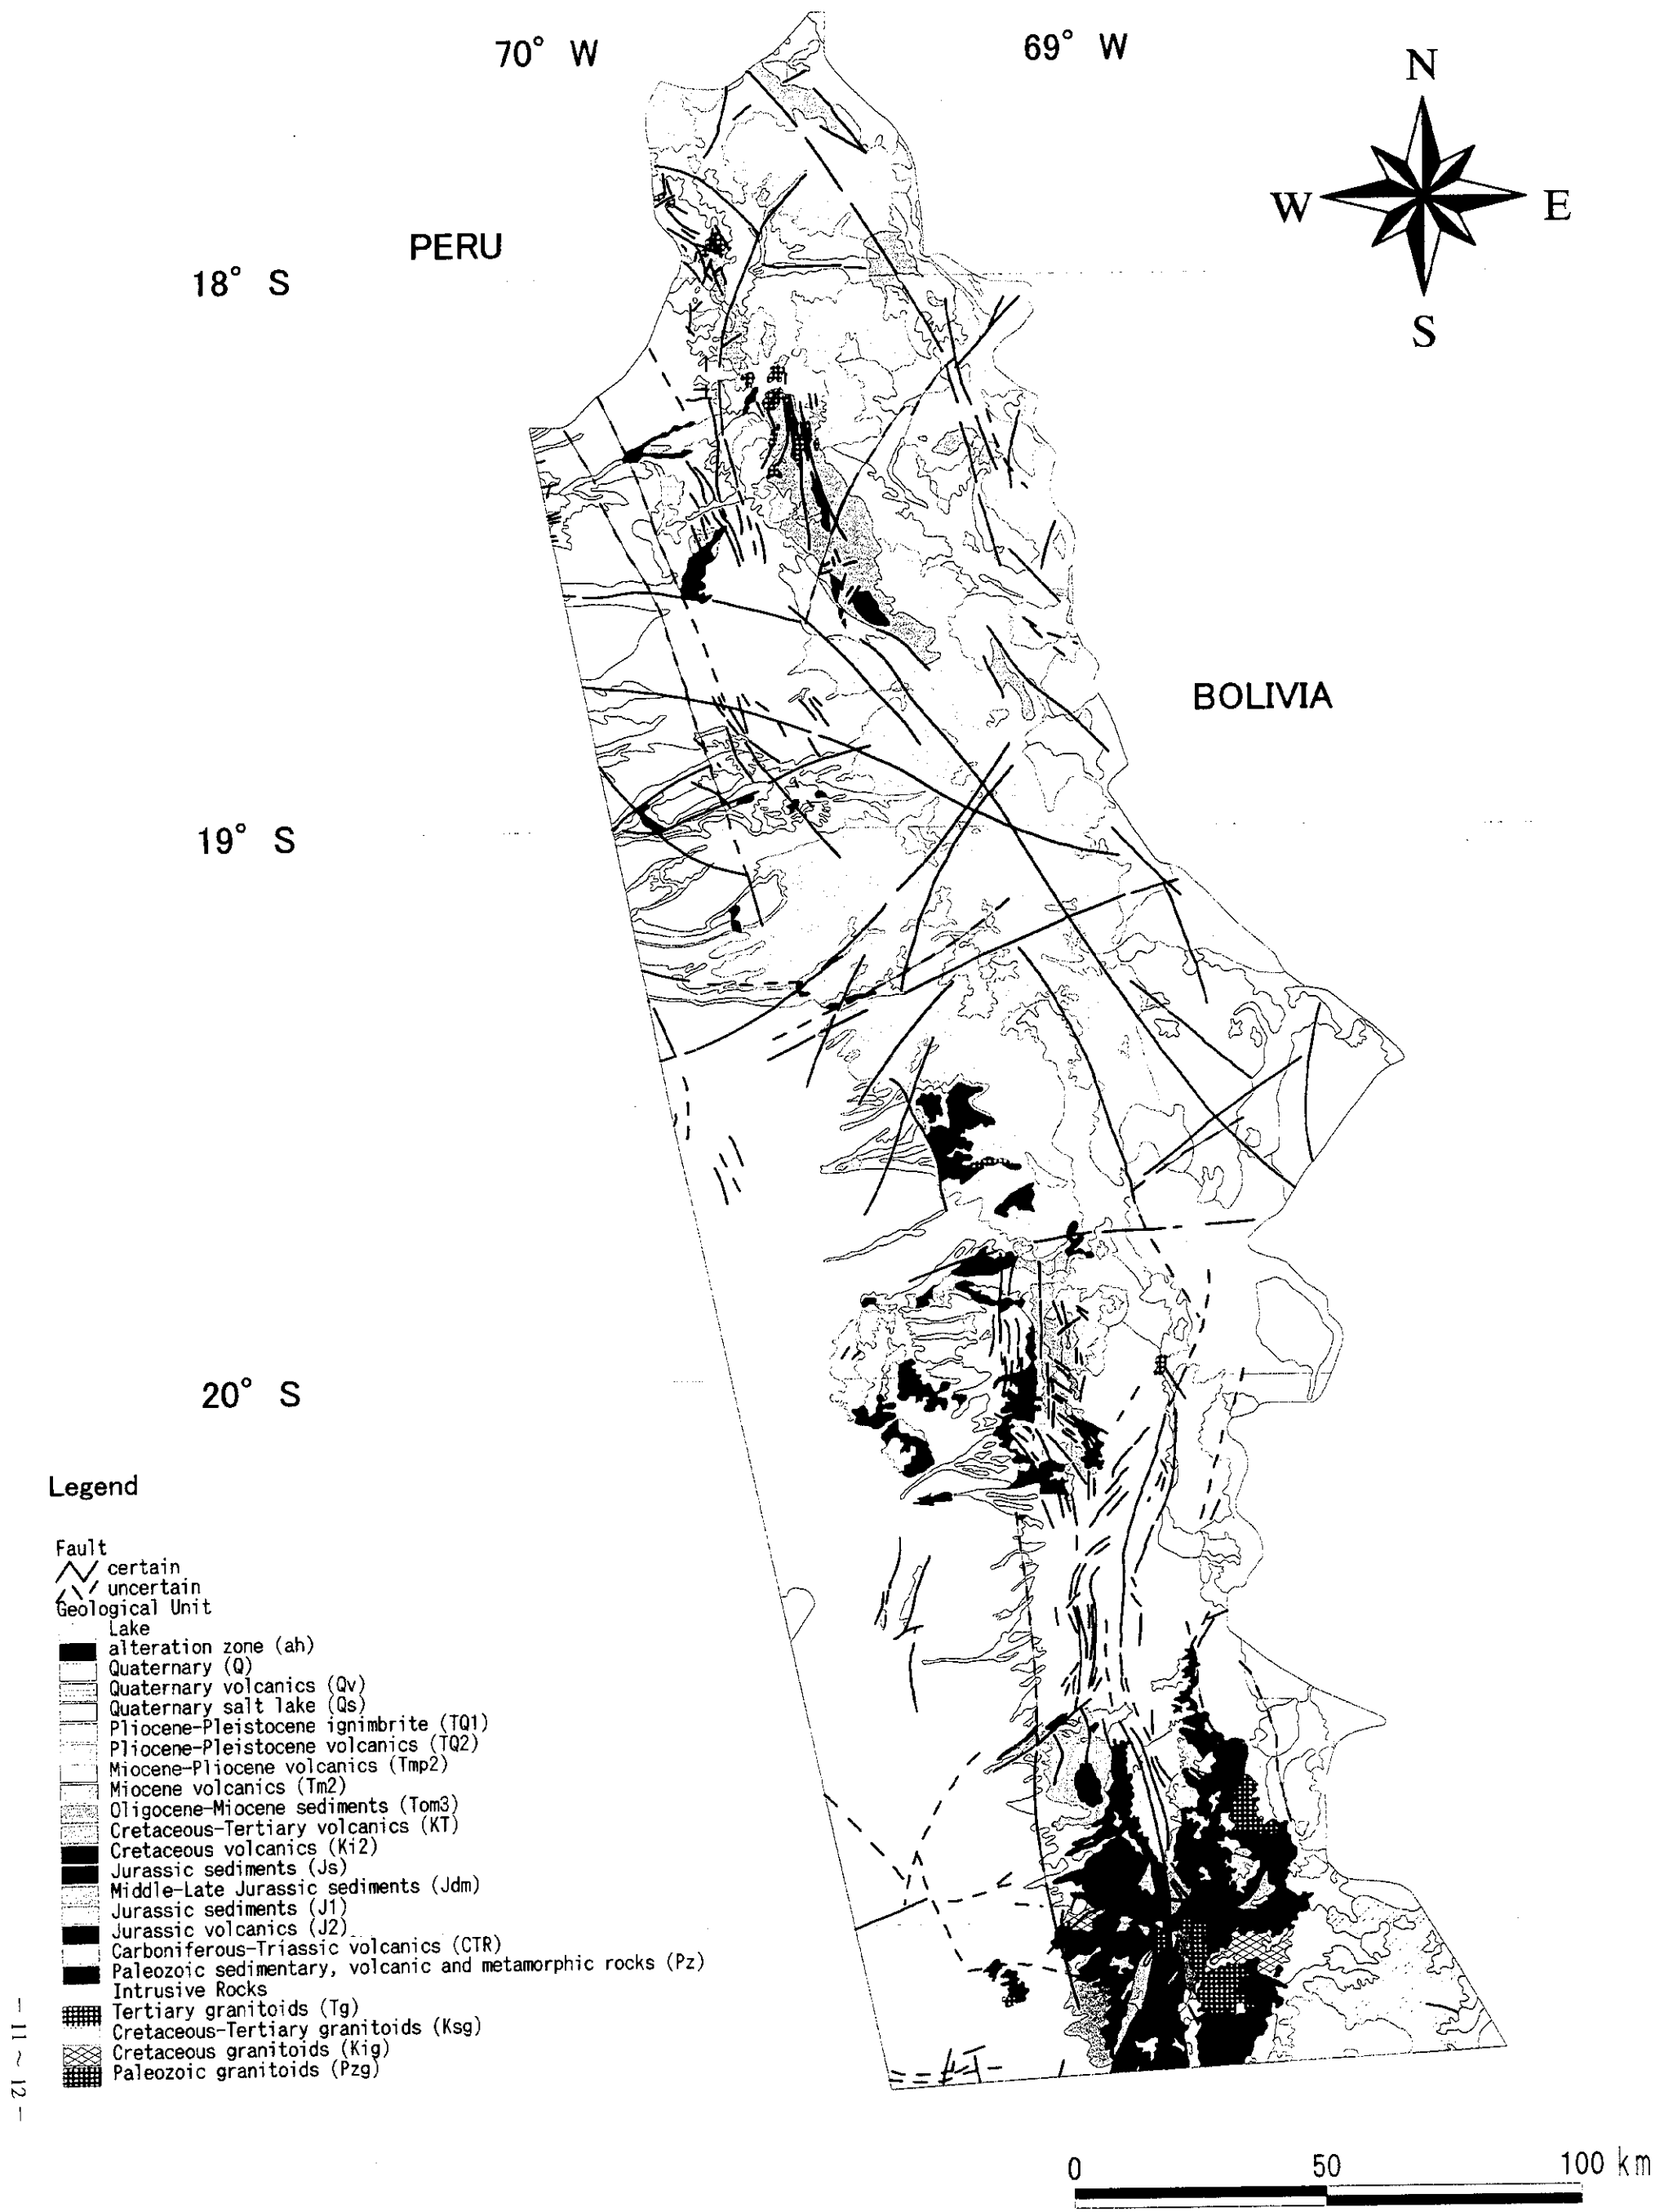 70° W
69° W
N
W
E
S
PERU
18° S
BOLIVIA
19° S
20° S
Legend
Fault
certain
uncertain
Geological Unit
Lake
alteration zone (ah)
Quaternary (Q)
Quaternary volcanics (Qv)
Quaternary salt lake (Qs)
Pliocene-Pleistocene ignimbrite (TQ1)
Pliocene-Pleistocene volcanics (TQ2)
Miocene-Pliocene volcanics (Tmp2)
Miocene volcanics (Tm2)
Oligocene-Miocene sediments (Tom3)
Cretaceous-Tertiary volcanics (KT)
Cretaceous volcanics (Ki2)
Jurassic sediments (Js)
Middle-Late Jurassic sediments (Jdm)
Jurassic sediments (J1)
Jurassic volcanics (J2)
Carboniferous-Triassic volcanics (CTR)
Paleozoic sedimentary, volcanic and metamorphic rocks (Pz)
Intrusive Rocks
Tertiary granitoids (Tg)
Cretaceous-Tertiary granitoids (Ksg)
Cretaceous granitoids (Kig)
Paleozoic granitoids (Pzg)
- 11 ~ 12 -
0 50 100 km